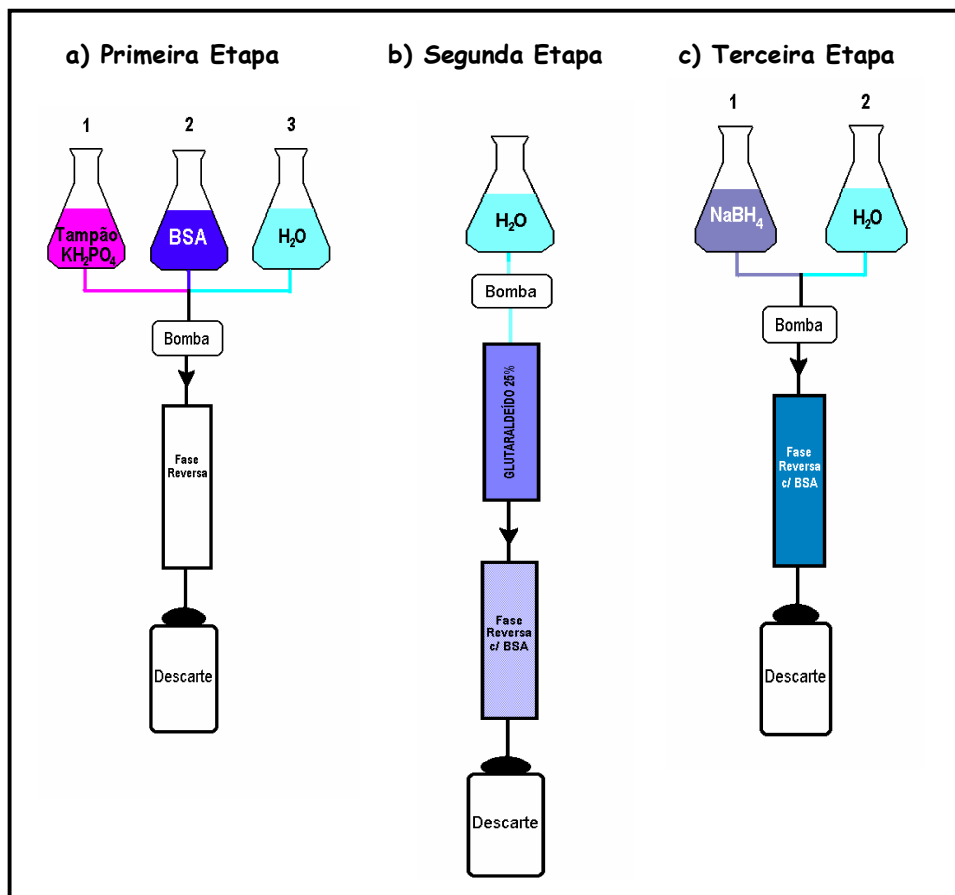 a) Primeira Etapa
1
2
3
Tampão
KH₂PO₄
BSA
H₂O
Bomba
Fase
Reversa
Descarte
b) Segunda Etapa
H₂O
Bomba
GLUTARALDEÍDO 25%
Fase
Reversa
c/ BSA
Descarte
c) Terceira Etapa
1
2
NaBH₄
H₂O
Bomba
Fase
Reversa
c/ BSA
Descarte